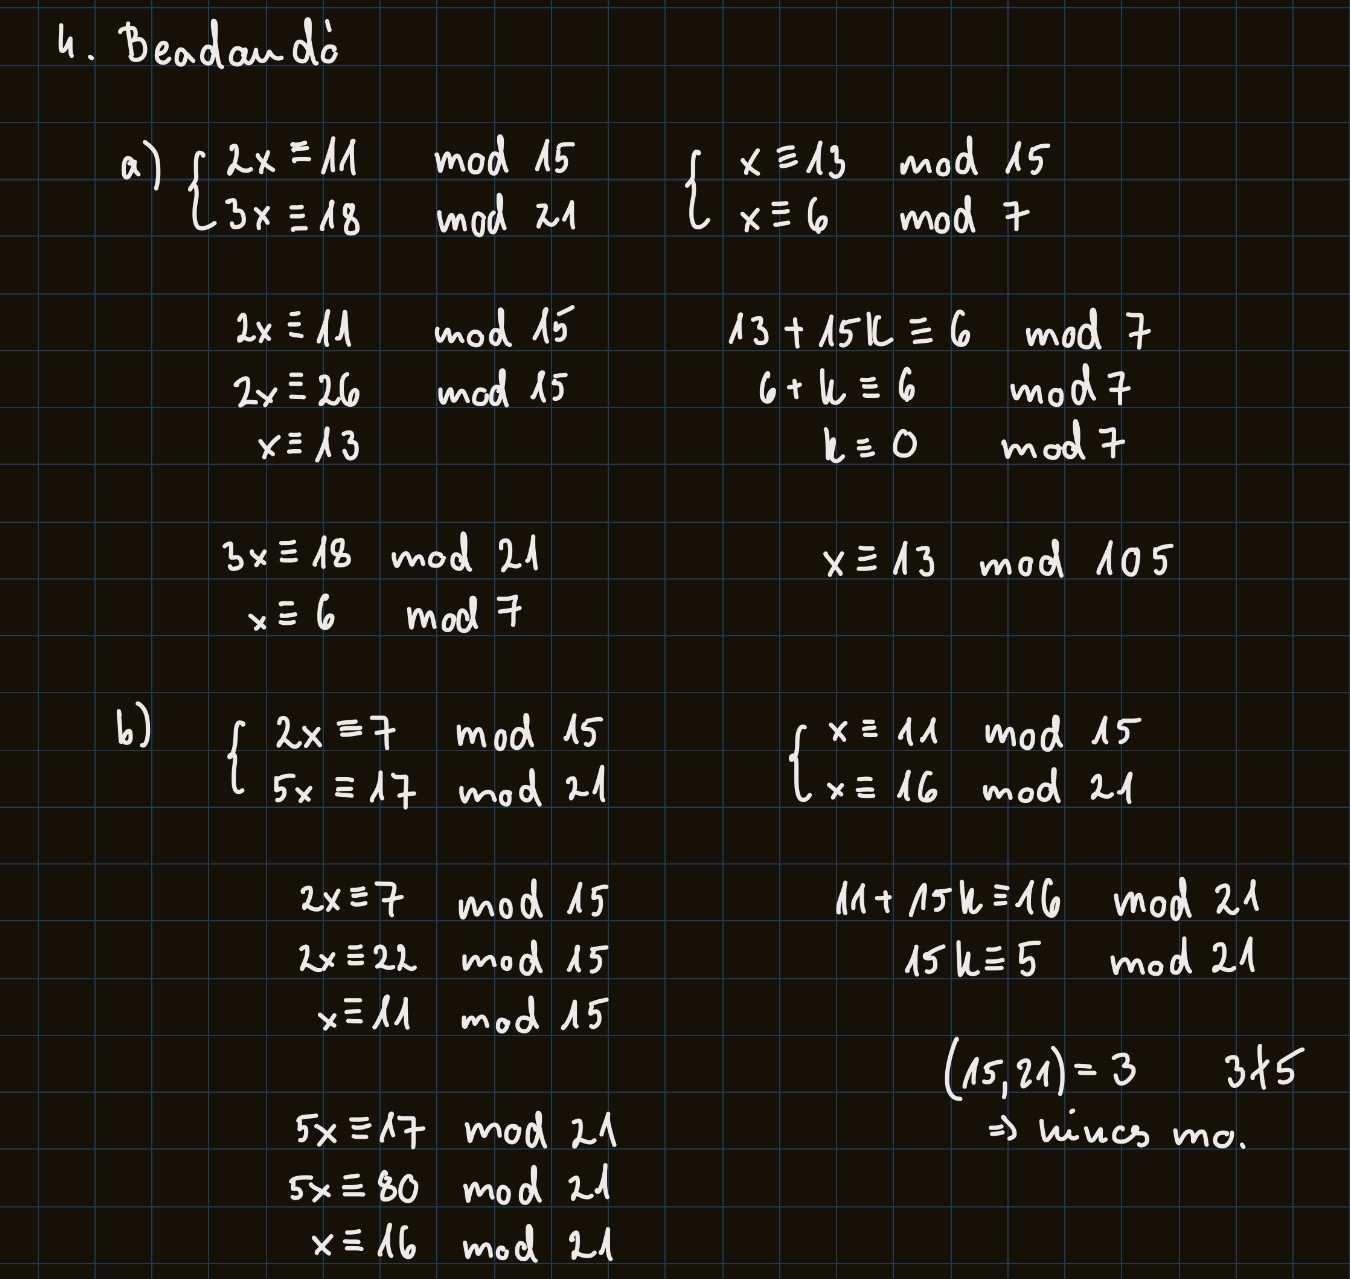 4. Beadandó
a) { 2x ≡ 11 mod 15
3x ≡ 18 mod 21
{ x ≡ 13 mod 15
x ≡ 6 mod 7
2x ≡ 11 mod 15
2x ≡ 26 mod 15
x ≡ 13
3x ≡ 18 mod 21
x ≡ 6 mod 7
13 + 15k ≡ 6 mod 7
6 + k ≡ 6 mod 7
k ≡ 0 mod 7
x ≡ 13 mod 105
b) { 2x ≡ 7 mod 15
5x ≡ 17 mod 21
{ x ≡ 11 mod 15
x ≡ 16 mod 21
2x ≡ 7 mod 15
2x ≡ 22 mod 15
x ≡ 11 mod 15
5x ≡ 17 mod 21
5x ≡ 80 mod 21
x ≡ 16 mod 21
11 + 15k ≡ 16 mod 21
15k ≡ 5 mod 21
(15,21) = 3 3∤5
⇒ nincs mo.